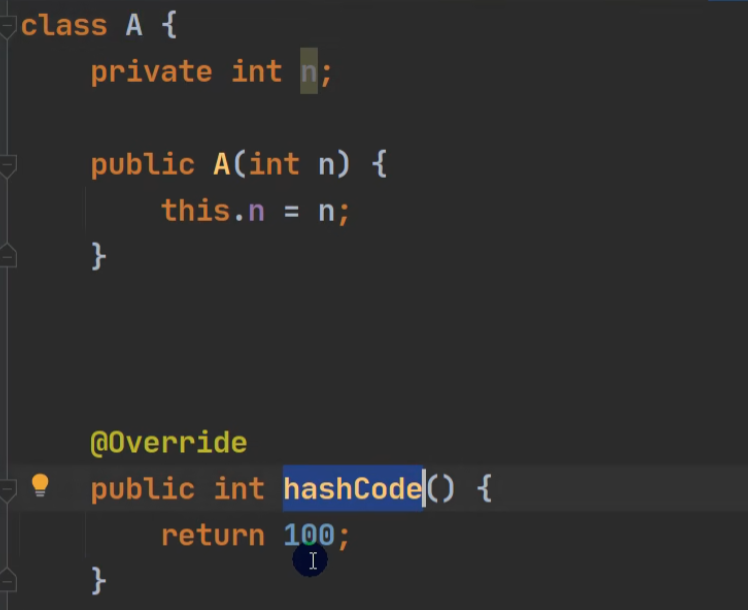 class A {
private int n;
public A(int n) {
this.n = n;
}
@Override
public int hashCode() {
return 100;
}